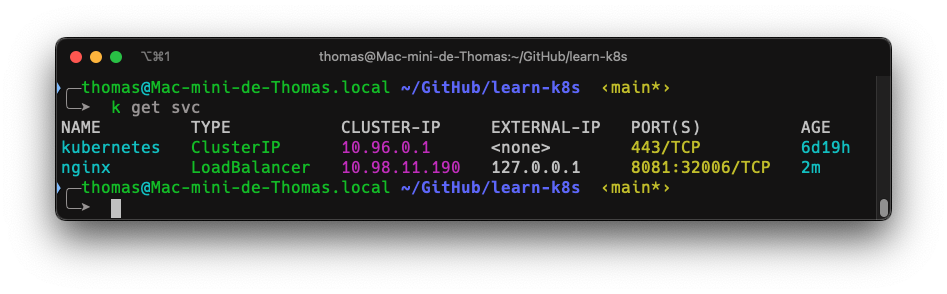 ⌥⌘1 thomas@Mac-mini-de-Thomas:~/GitHub/learn-k8s
thomas@Mac-mini-de-Thomas.local ~/GitHub/learn-k8s ‹main*›
k get svc
NAME TYPE CLUSTER-IP EXTERNAL-IP PORT(S) AGE
kubernetes ClusterIP 10.96.0.1 <none> 443/TCP 6d19h
nginx LoadBalancer 10.98.11.190 127.0.0.1 8081:32006/TCP 2m
thomas@Mac-mini-de-Thomas.local ~/GitHub/learn-k8s ‹main*›